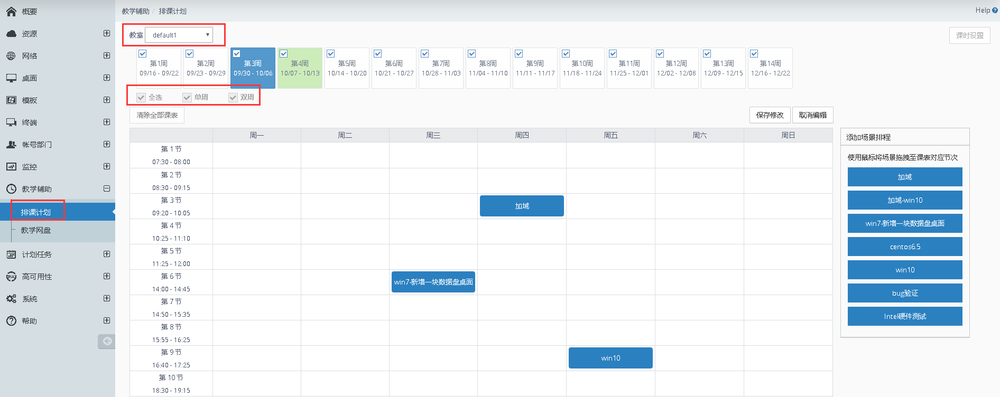 概要
资源
网络
桌面
模板
终端
帐号部门
监控
教学辅助
排课计划
教学网盘
计划任务
高可用性
系统
帮助
教学辅助 / 排课计划
Help
教室 default1
课时设置
第1周 09/16 - 09/22
第2周 09/23 - 09/29
第3周 09/30 - 10/06
第4周 10/07 - 10/13
第5周 10/14 - 10/20
第6周 10/21 - 10/27
第7周 10/28 - 11/03
第8周 11/04 - 11/10
第9周 11/11 - 11/17
第10周 11/18 - 11/24
第11周 11/25 - 12/01
第12周 12/02 - 12/08
第13周 12/09 - 12/15
第14周 12/16 - 12/22
全选 单周 双周
清除全部课表
保存修改 取消编辑
周一 周二 周三 周四 周五 周六 周日
第 1 节
07:30 - 08:00
第 2 节
08:30 - 09:15
第 3 节
09:20 - 10:05
加域
第 4 节
10:25 - 11:10
第 5 节
11:25 - 12:00
第 6 节
14:00 - 14:45
win7-新增一块数据盘桌面
第 7 节
14:50 - 15:35
第 8 节
15:55 - 16:25
第 9 节
16:40 - 17:25
win10
第 10 节
18:30 - 19:15
添加场景排程
使用鼠标将场景拖拽至课表对应节次
加域
加域-win10
win7-新增一块数据盘桌面
centos6.5
win10
bug验证
Intel硬件测试